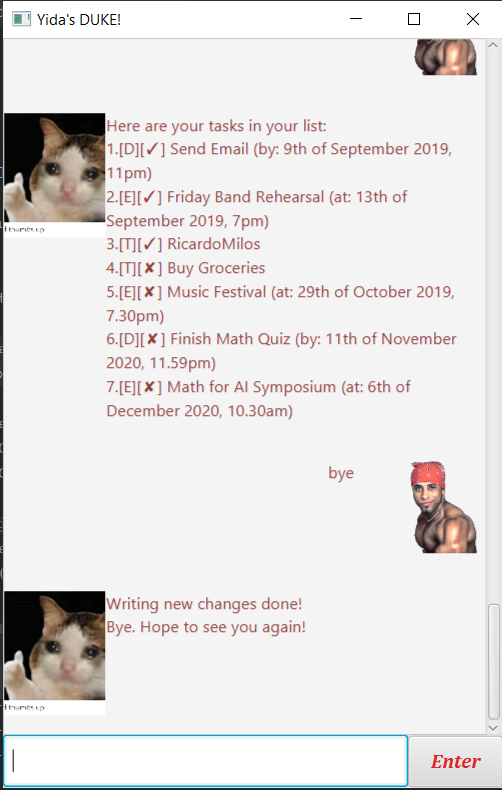 Yida's DUKE!
Here are your tasks in your list:
1.[D][✓] Send Email (by: 9th of September 2019,
11pm)
2.[E][✓] Friday Band Rehearsal (at: 13th of
September 2019, 7pm)
3.[T][✓] RicardoMilos
4.[T][✘] Buy Groceries
5.[E][✘] Music Festival (at: 29th of October 2019,
7.30pm)
6.[D][✘] Finish Math Quiz (by: 11th of November
2020, 11.59pm)
7.[E][✘] Math for AI Symposium (at: 6th of
December 2020, 10.30am)
thumbs up
bye
Writing new changes done!
Bye. Hope to see you again!
thumbs up
Enter